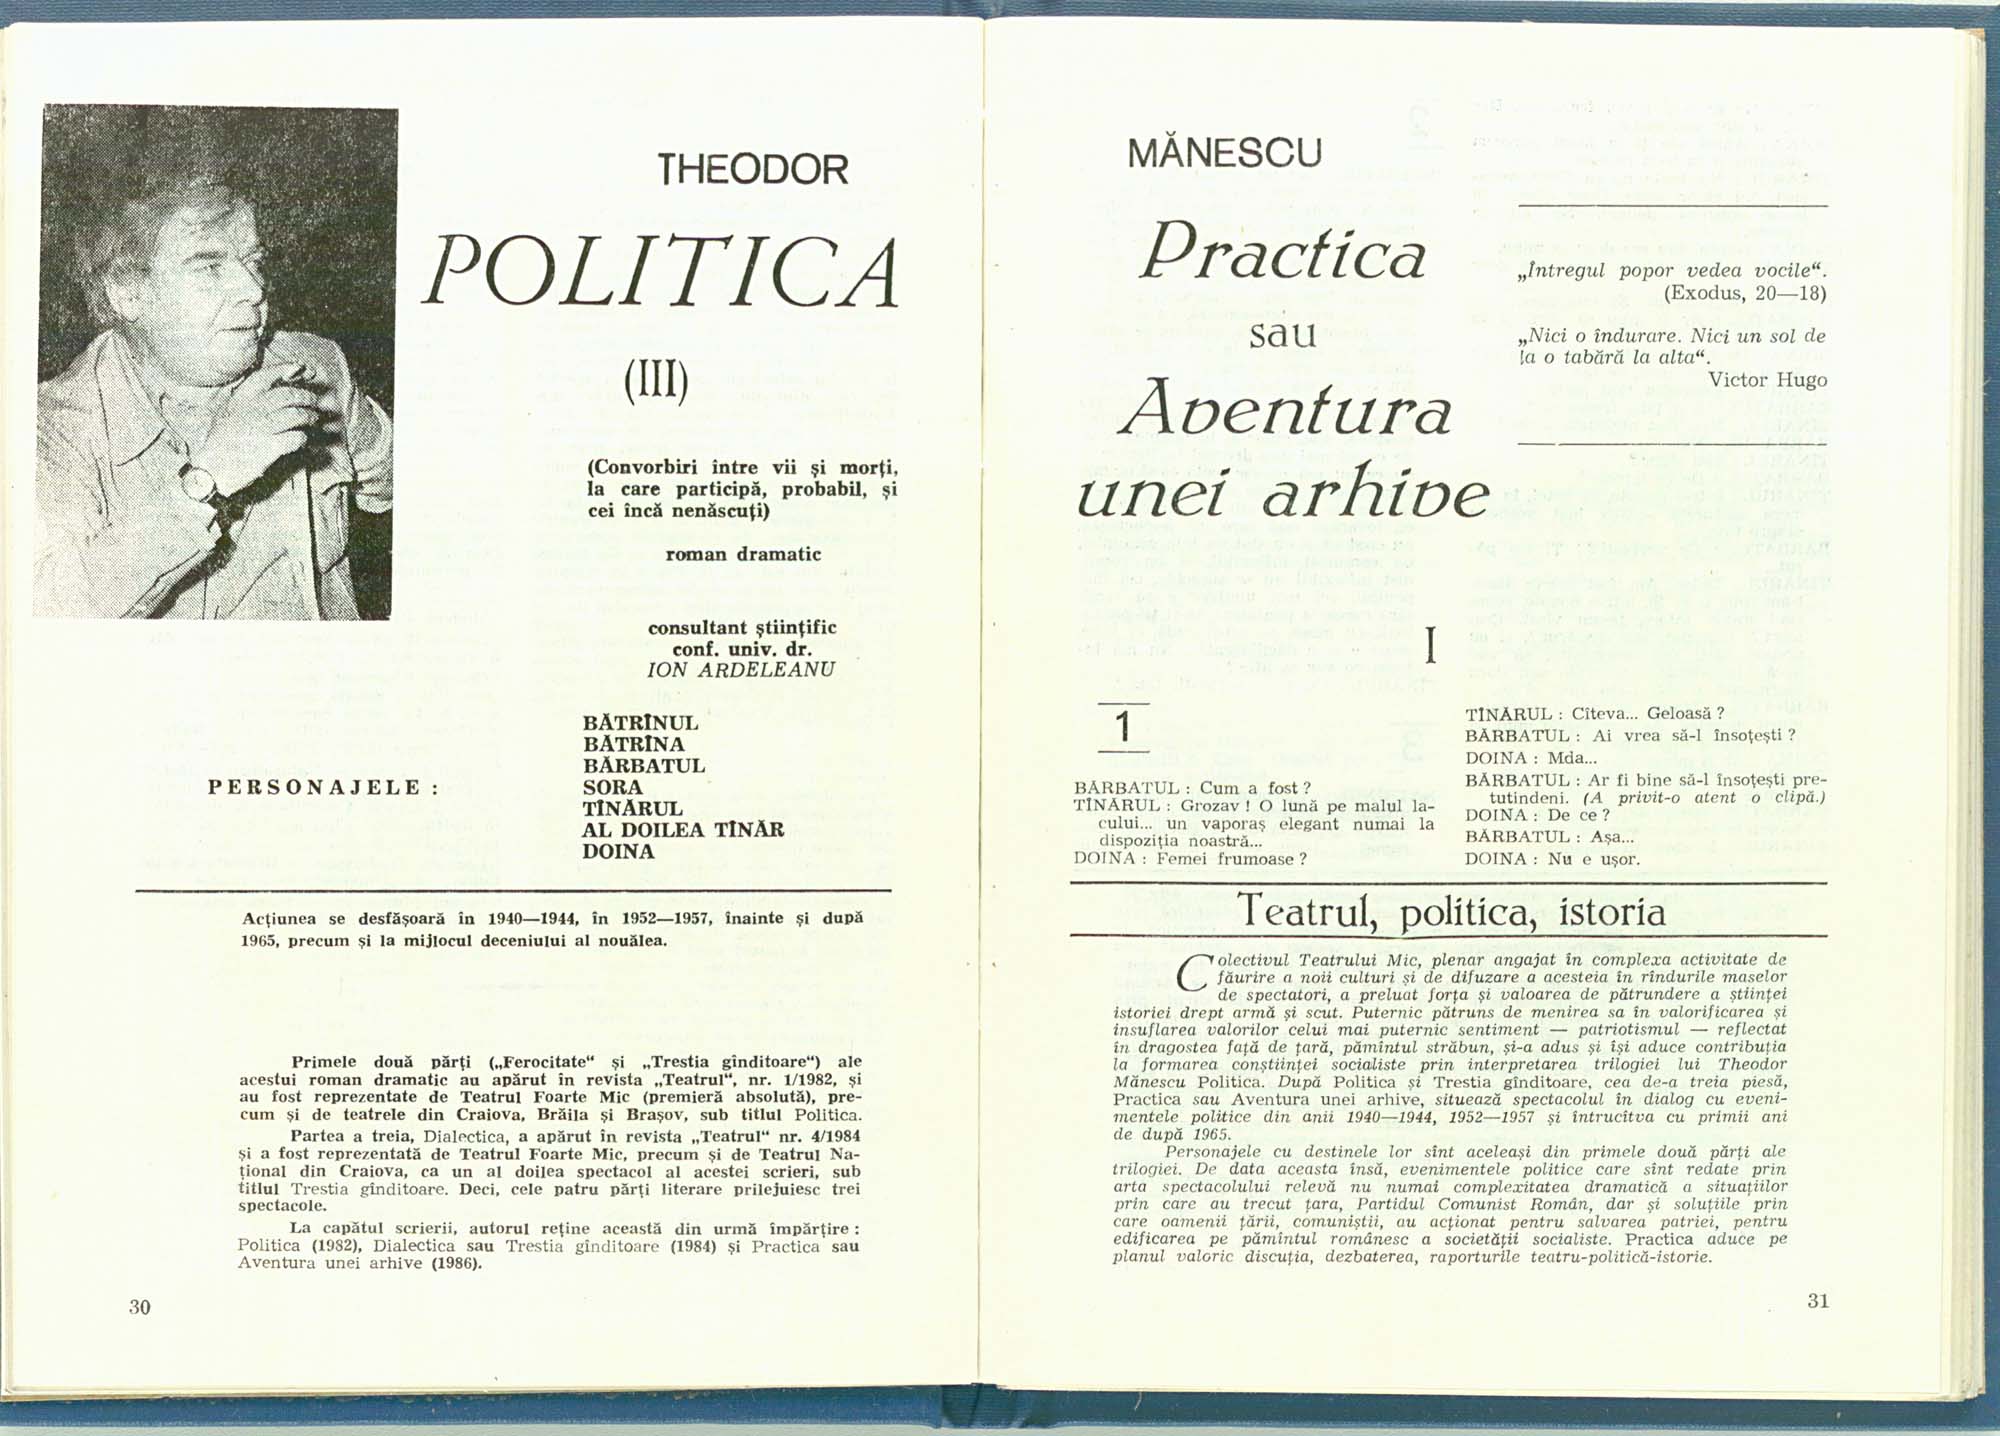 THEODOR
POLITICA
(III)
(Convorbiri între vii și morți,
la care participă, probabil, și
cei încă nenăscuți)
roman dramatic
consultant științific
conf. univ. dr.
ION ARDELEANU
PERSONAJELE :
BĂTRÎNUL
BĂTRÎNA
BĂRBATUL
SORA
TÎNĂRUL
AL DOILEA TÎNĂR
DOINA
Acțiunea se desfășoară în 1940—1944, în 1952—1957, înainte și după
1965, precum și la mijlocul deceniului al nouălea.
Primele două părți („Ferocitate“ și „Trestia gînditoare“) ale
acestui roman dramatic au apărut în revista „Teatrul“, nr. 1/1982, și
au fost reprezentate de Teatrul Foarte Mic (premieră absolută), pre-
cum și de teatrele din Craiova, Brăila și Brașov, sub titlul Politica.
Partea a treia, Dialectica, a apărut în revista „Teatrul“ nr. 4/1984
și a fost reprezentată de Teatrul Foarte Mic, precum și de Teatrul Na-
țional din Craiova, ca un al doilea spectacol al acestei scrieri, sub
titlul Trestia gînditoare. Deci, cele patru părți literare prilejuiesc trei
spectacole.
La capătul scrierii, autorul reține această din urmă împărțire :
Politica (1982), Dialectica sau Trestia gînditoare (1984) și Practica sau
Aventura unei arhive (1986).
30
MĂNESCU
Practica
sau
Aventura
unei arhive
„Întregul popor vedea vocile“.
(Exodus, 20—18)
„Nici o îndurare. Nici un sol de
la o tabără la alta“.
Victor Hugo
I
1
BĂRBATUL : Cum a fost ?
TÎNĂRUL : Grozav ! O lună pe malul la-
cului... un vaporaș elegant numai la
dispoziția noastră...
DOINA : Femei frumoase ?
TÎNĂRUL : Cîteva... Geloasă ?
BĂRBATUL : Ai vrea să-l însoțești ?
DOINA : Mda...
BĂRBATUL : Ar fi bine să-l însoțești pre-
tutindeni. (A privit-o atent o clipă.)
DOINA : De ce ?
BĂRBATUL : Așa...
DOINA : Nu e ușor.
Teatrul, politica, istoria
Colectivul Teatrului Mic, plenar angajat în complexa activitate de
făurire a noii culturi și de difuzare a acesteia în rîndurile maselor
de spectatori, a preluat forța și valoarea de pătrundere a științei
istoriei drept armă și scut. Puternic pătruns de menirea sa în valorificarea și
insuflarea valorilor celui mai puternic sentiment — patriotismul — reflectat
în dragostea față de țară, pămîntul străbun, și-a adus și își aduce contribuția
la formarea conștiinței socialiste prin interpretarea trilogiei lui Theodor
Mănescu Politica. După Politica și Trestia gînditoare, cea de-a treia piesă,
Practica sau Aventura unei arhive, situează spectacolul în dialog cu eveni-
mentele politice din anii 1940—1944, 1952—1957 și întrucîtva cu primii ani
de după 1965.
Personajele cu destinele lor sînt aceleași din primele două părți ale
trilogiei. De data aceasta însă, evenimentele politice care sînt redate prin
arta spectacolului relevă nu numai complexitatea dramatică a situațiilor
prin care au trecut țara, Partidul Comunist Român, dar și soluțiile prin
care oamenii țării, comuniștii, au acționat pentru salvarea patriei, pentru
edificarea pe pămîntul românesc a societății socialiste. Practica aduce pe
planul valoric discuția, dezbaterea, raporturile teatru-politică-istorie.
31